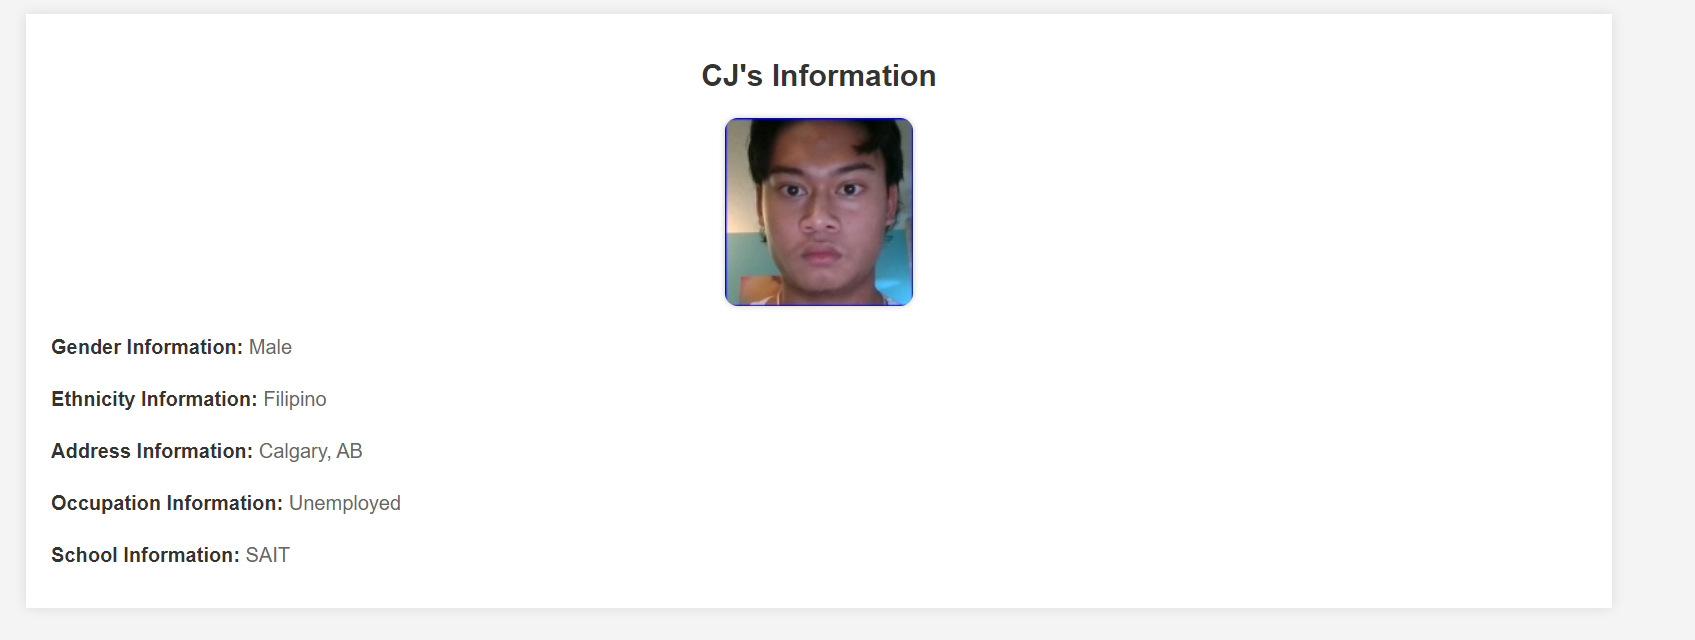 CJ's Information
Gender Information: Male
Ethnicity Information: Filipino
Address Information: Calgary, AB
Occupation Information: Unemployed
School Information: SAIT